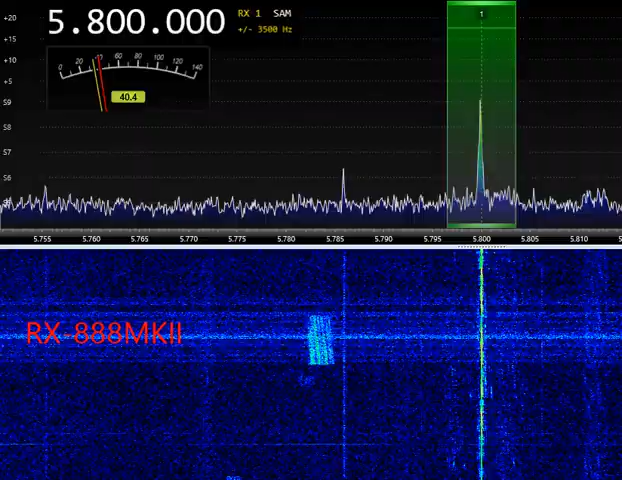 5.800.000
RX 1 SAM
+/- 3500 Hz
+20
+15
+10
+5
S9
S8
S7
S6
0 20 40 60 80 100 120 140
40.4
1
5.755 5.760 5.765 5.770 5.775 5.780 5.785 5.790 5.795 5.800 5.805 5.810
RX-888MKII